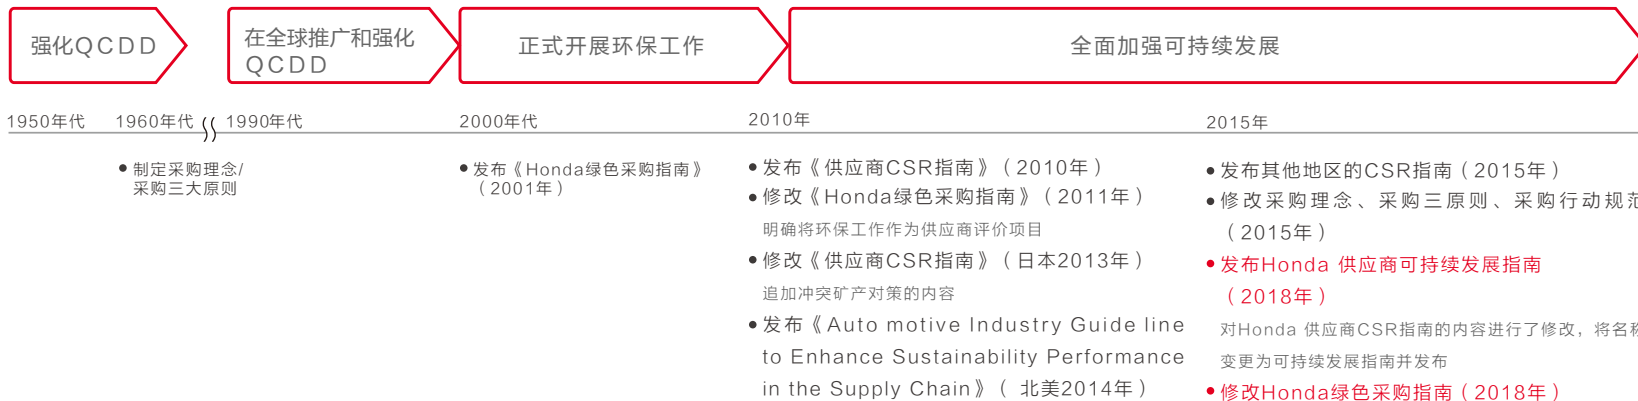 强化QCDD
在全球推广和强化
QCDD
正式开展环保工作
全面加强可持续发展
1950年代
1960年代
1990年代
2000年代
2010年
2015年
● 制定采购理念/
采购三大原则
● 发布《Honda绿色采购指南》
（2001年）
● 发布《供应商CSR指南》（2010年）
● 修改《Honda绿色采购指南》（2011年）
明确将环保工作作为供应商评价项目
● 修改《供应商CSR指南》（日本2013年）
追加冲突矿产对策的内容
● 发布《Auto motive Industry Guide line
to Enhance Sustainability Performance
in the Supply Chain》（ 北美2014年）
● 发布其他地区的CSR指南（2015年）
● 修改采购理念、采购三原则、采购行动规范
（2015年）
● 发布Honda 供应商可持续发展指南
（2018年）
对Honda 供应商CSR指南的内容进行了修改，将名称
变更为可持续发展指南并发布
● 修改Honda绿色采购指南（2018年）